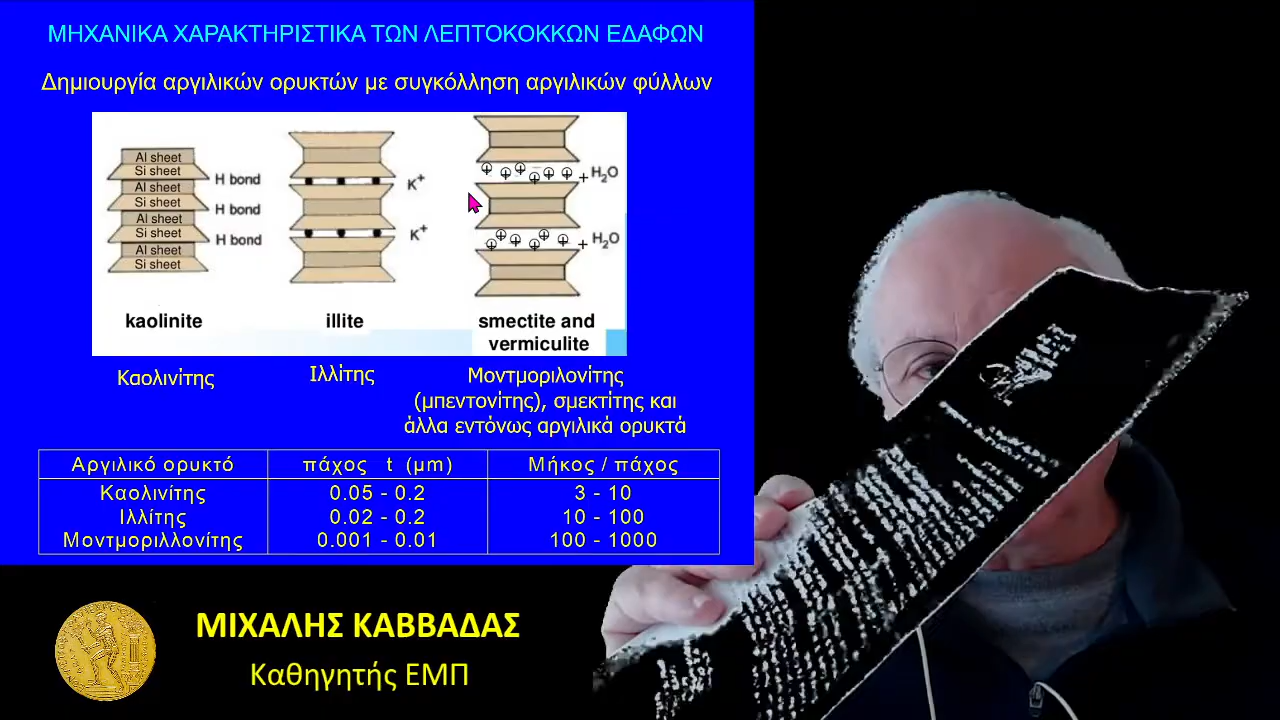 ΜΗΧΑΝΙΚΑ ΧΑΡΑΚΤΗΡΙΣΤΙΚΑ ΤΩΝ ΛΕΠΤΟΚΟΚΚΩΝ ΕΔΑΦΩΝ
Δημιουργία αργιλικών ορυκτών με συγκόλληση αργιλικών φύλλων
Al sheet
Si sheet
Al sheet
Si sheet
Al sheet
Si sheet
Al sheet
Si sheet
H bond
H bond
H bond
K+
K+
+ H2O
+ H2O
kaolinite
illite
smectite and
vermiculite
Καολινίτης
Ιλλίτης
Μοντμοριλονίτης
(μπεντονίτης), σμεκτίτης και
άλλα εντόνως αργιλικά ορυκτά
Αργιλικό ορυκτό πάχος t (μm) Μήκος / πάχος
Καολινίτης 0.05 - 0.2 3 - 10
Ιλλίτης 0.02 - 0.2 10 - 100
Μοντμοριλλονίτης 0.001 - 0.01 100 - 1000
ΜΙΧΑΛΗΣ ΚΑΒΒΑΔΑΣ
Καθηγητής ΕΜΠ